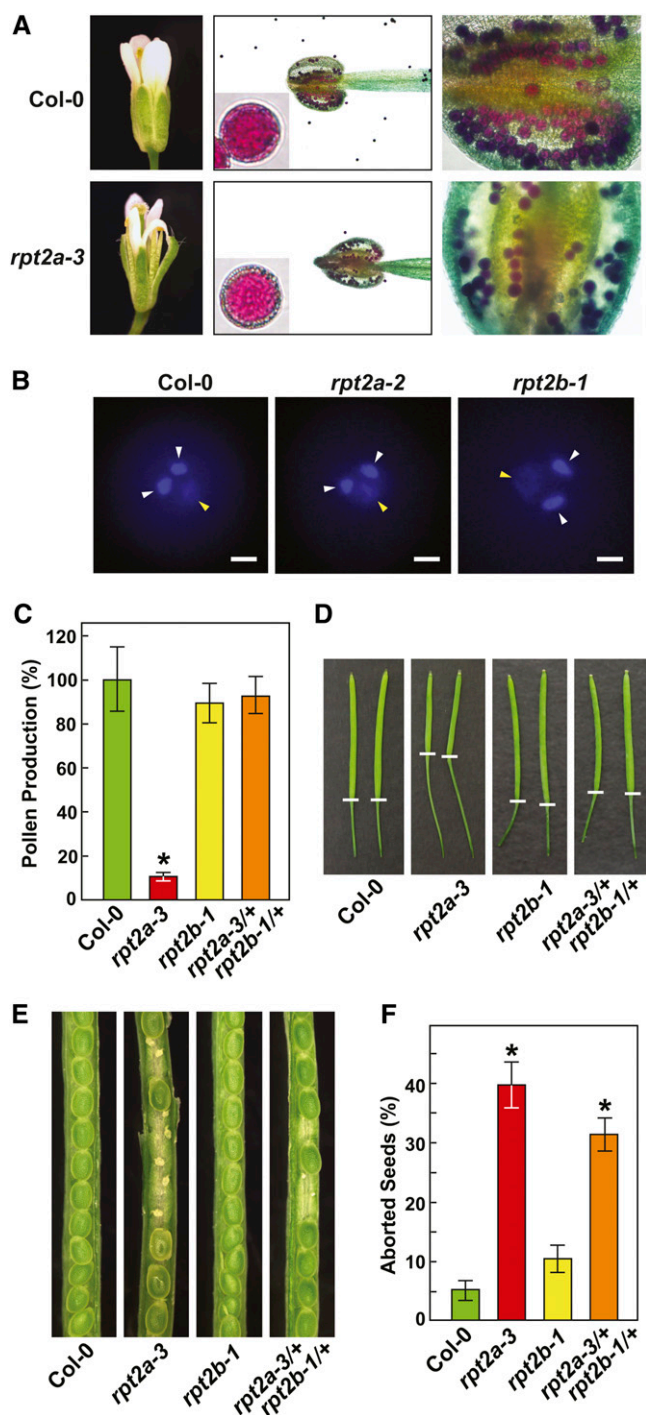 A
Col-0
rpt2a-3
B
Col-0 rpt2a-2 rpt2b-1
C
Pollen Production (%)
120
100
80
60
40
20
0
Col-0
rpt2a-3
rpt2b-1
rpt2a-3/+
rpt2b-1/+
*
D
Col-0
rpt2a-3
rpt2b-1
rpt2a-3/+
rpt2b-1/+
E
Col-0
rpt2a-3
rpt2b-1
rpt2a-3/+
rpt2b-1/+
F
Aborted Seeds (%)
40
30
20
10
0
*
*
Col-0
rpt2a-3
rpt2b-1
rpt2a-3/+
rpt2b-1/+